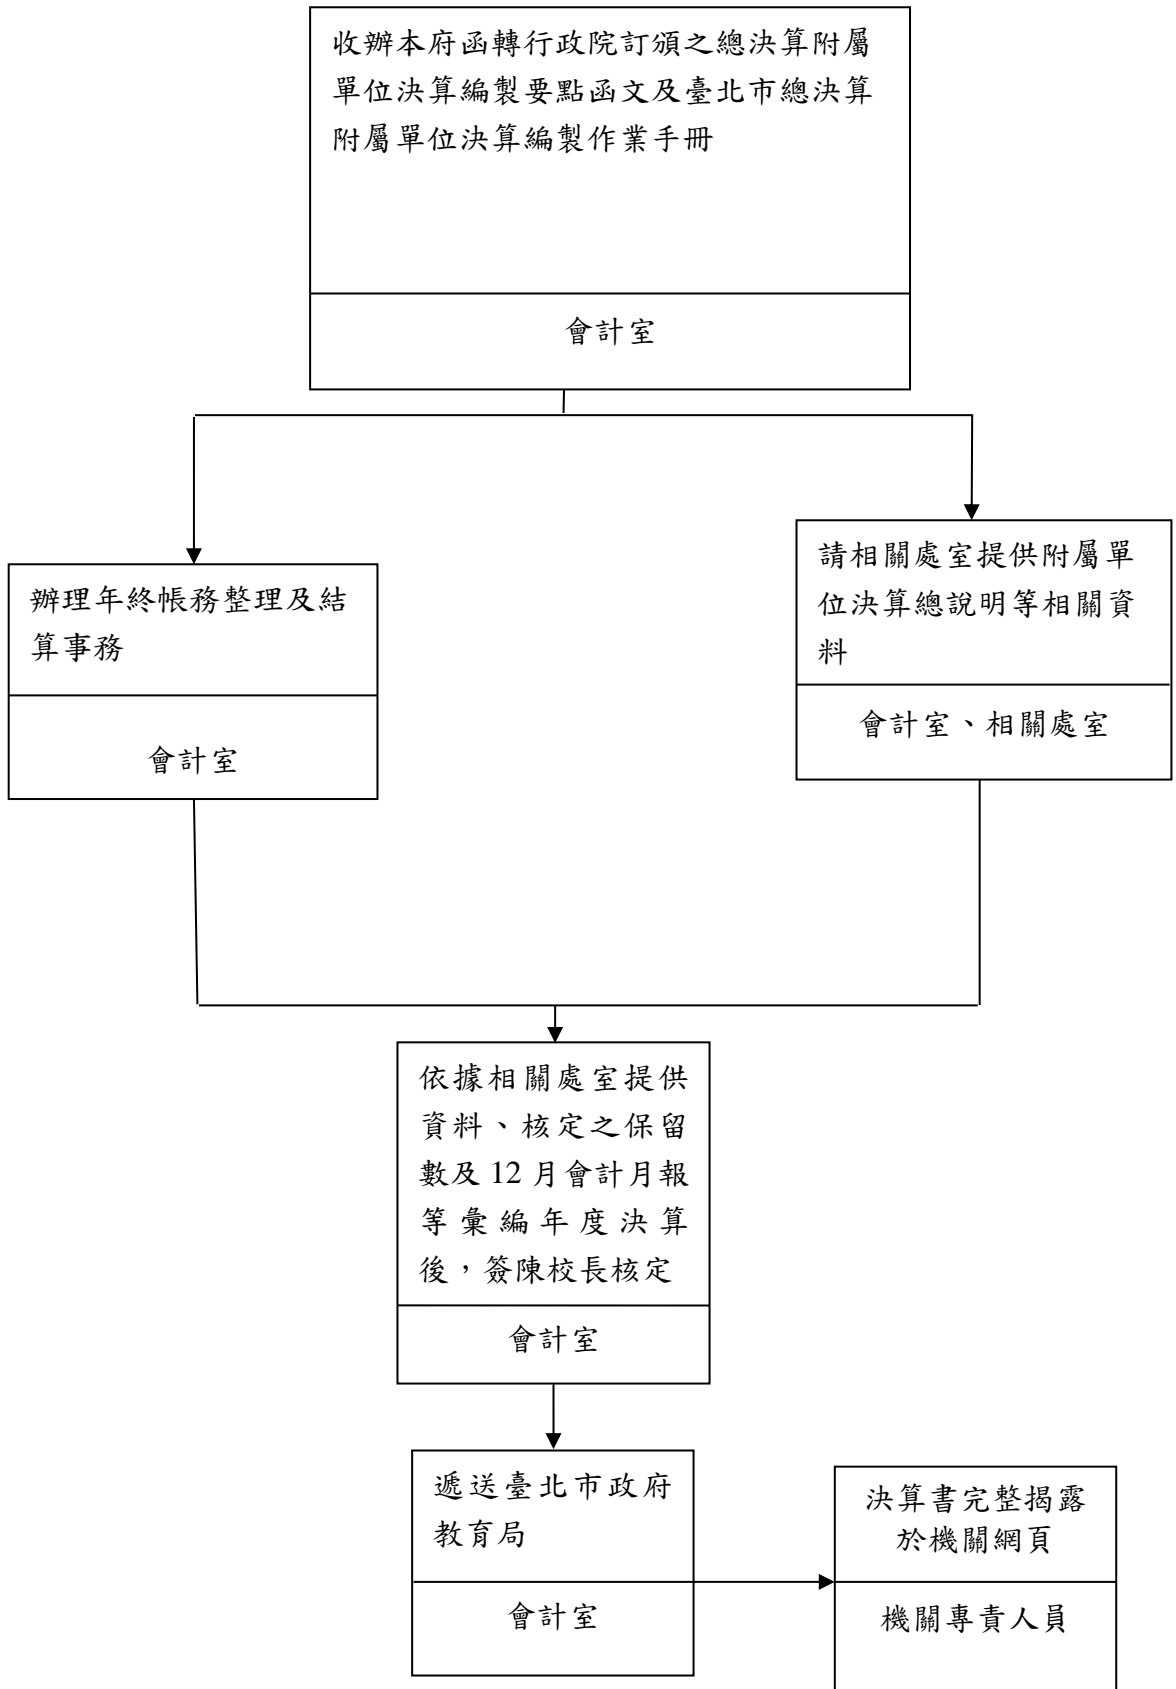 收辦本府函轉行政院訂頒之總決算附屬
單位決算編製要點函文及臺北市總決算
附屬單位決算編製作業手冊
會計室
辦理年終帳務整理及結
算事務
會計室
請相關處室提供附屬單
位決算總說明等相關資
料
會計室、相關處室
依據相關處室提供
資料、核定之保留
數及 12 月會計月報
等彙編年度決算
後，簽陳校長核定
會計室
遞送臺北市政府
教育局
會計室
決算書完整揭露
於機關網頁
機關專責人員